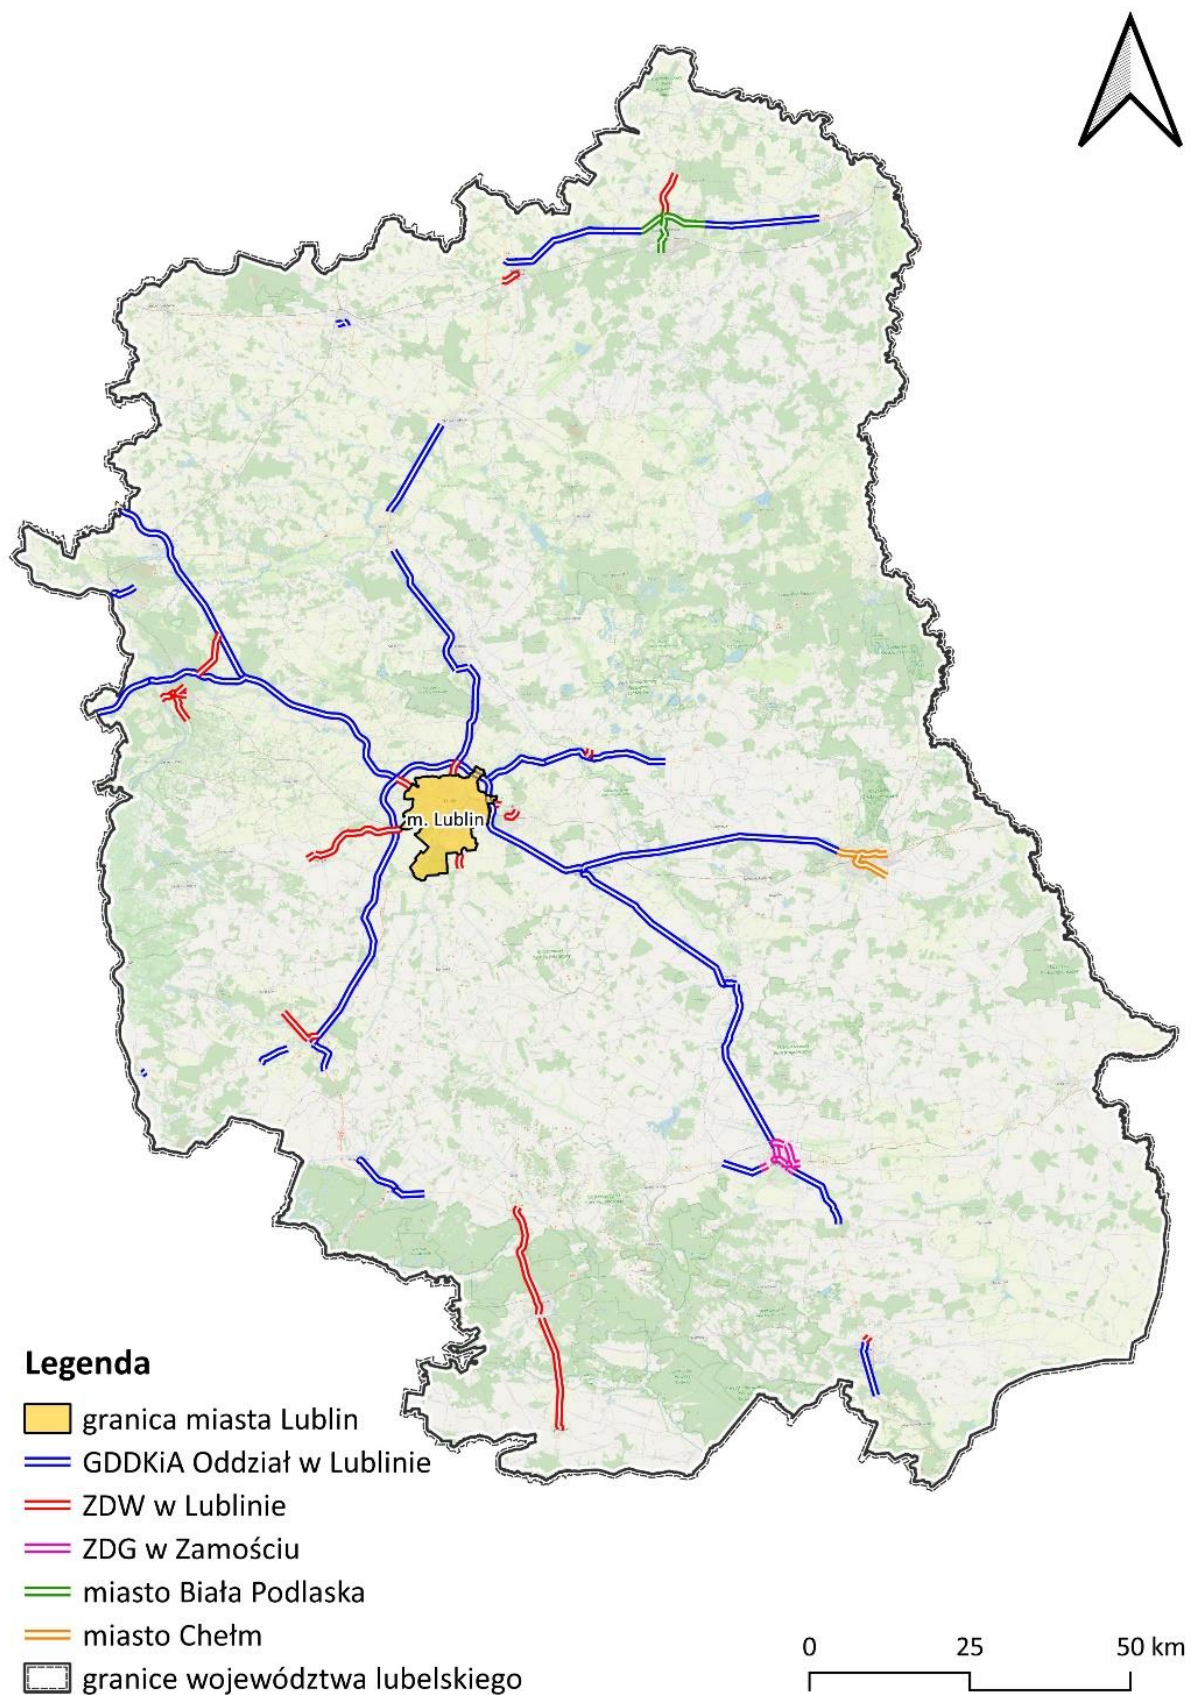 m. Lublin
Legenda
granica miasta Lublin
GDDKiA Oddział w Lublinie
ZDW w Lublinie
ZDG w Zamościu
miasto Biała Podlaska
miasto Chełm
granice województwa lubelskiego
0 25 50 km